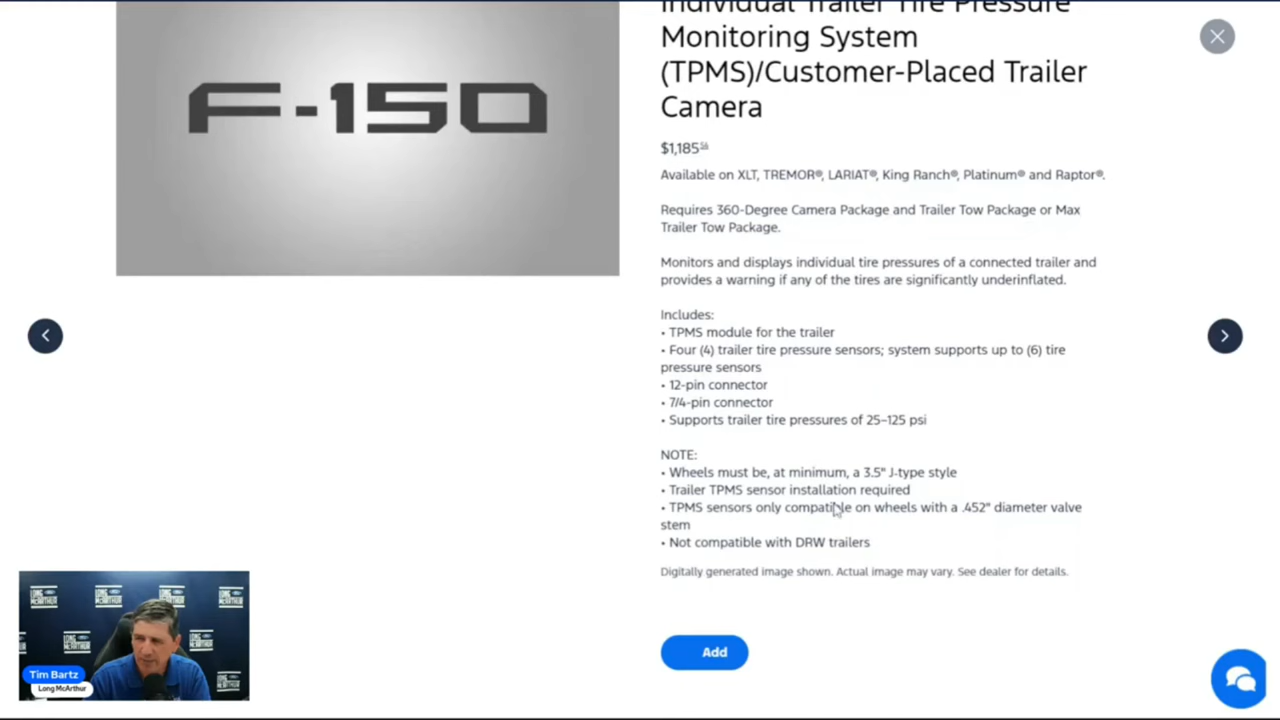 F-150
Individual Trailer Tire Pressure
Monitoring System
(TPMS)/Customer-Placed Trailer
Camera
$1,185.56
Available on XLT, TREMOR®, LARIAT®, King Ranch®, Platinum® and Raptor®.
Requires 360-Degree Camera Package and Trailer Tow Package or Max
Trailer Tow Package.
Monitors and displays individual tire pressures of a connected trailer and
provides a warning if any of the tires are significantly underinflated.
Includes:
• TPMS module for the trailer
• Four (4) trailer tire pressure sensors; system supports up to (6) tire
pressure sensors
• 12-pin connector
• 7/4-pin connector
• Supports trailer tire pressures of 25–125 psi
NOTE:
• Wheels must be, at minimum, a 3.5" J-type style
• Trailer TPMS sensor installation required
• TPMS sensors only compatible on wheels with a .452" diameter valve
stem
• Not compatible with DRW trailers
Digitally generated image shown. Actual image may vary. See dealer for details.
Add
LONG
McARTHUR
Tim Bartz
Long McArthur